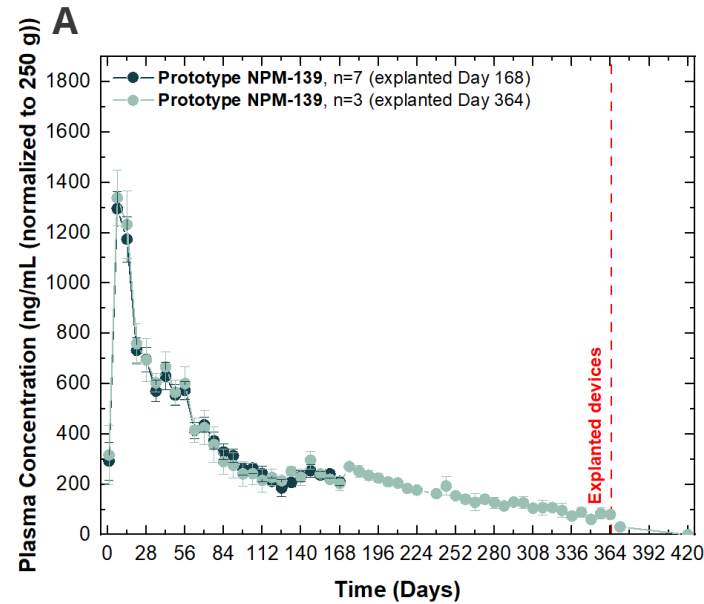 A
Prototype NPM-139, n=7 (explanted Day 168)
Prototype NPM-139, n=3 (explanted Day 364)
Plasma Concentration (ng/mL (normalized to 250 g))
1800
1600
1400
1200
1000
800
600
400
200
0
Explanted devices
0 28 56 84 112 140 168 196 224 252 280 308 336 364 392 420
Time (Days)